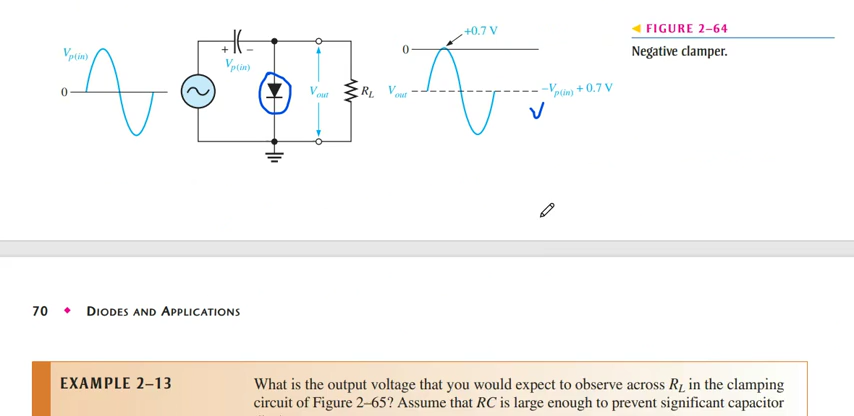 +0.7 V
◀ FIGURE 2–64
Negative clamper.
Vp(in)
0
+ –
Vp(in)
0
Vout
RL
Vout
–Vp(in) + 0.7 V
0
70 ◆ DIODES AND APPLICATIONS
EXAMPLE 2–13
What is the output voltage that you would expect to observe across RL in the clamping
circuit of Figure 2–65? Assume that RC is large enough to prevent significant capacitor